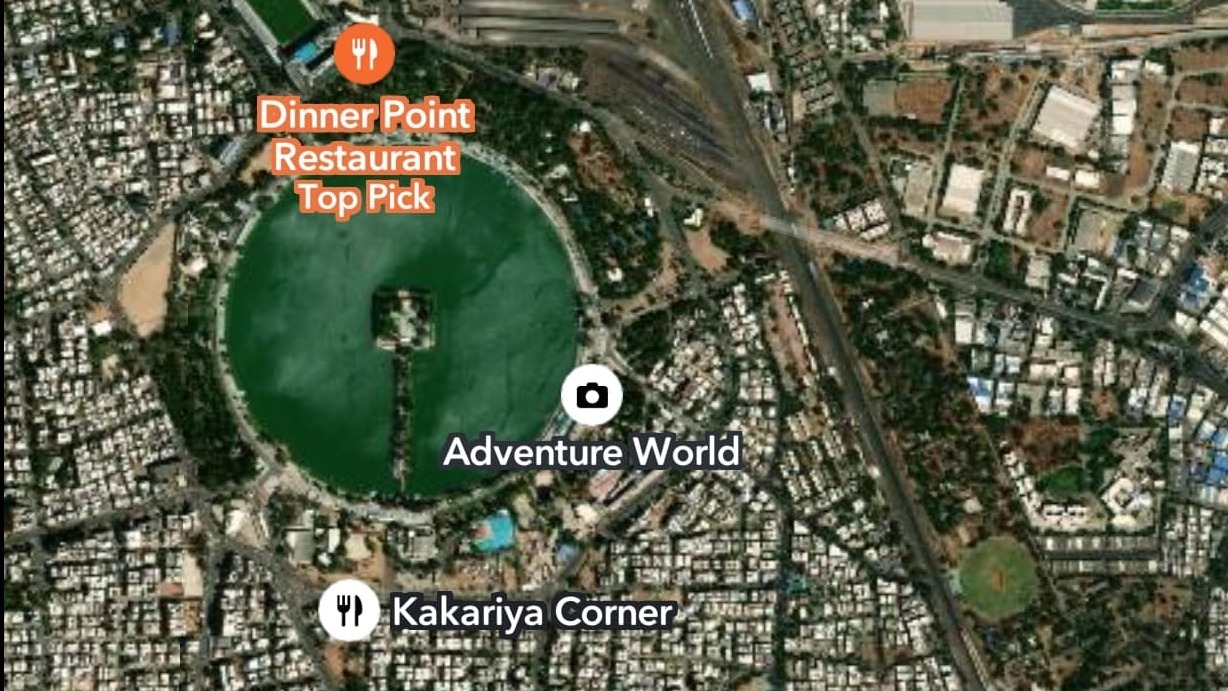 Dinner Point
Restaurant
Top Pick
Adventure World
Kakariya Corner